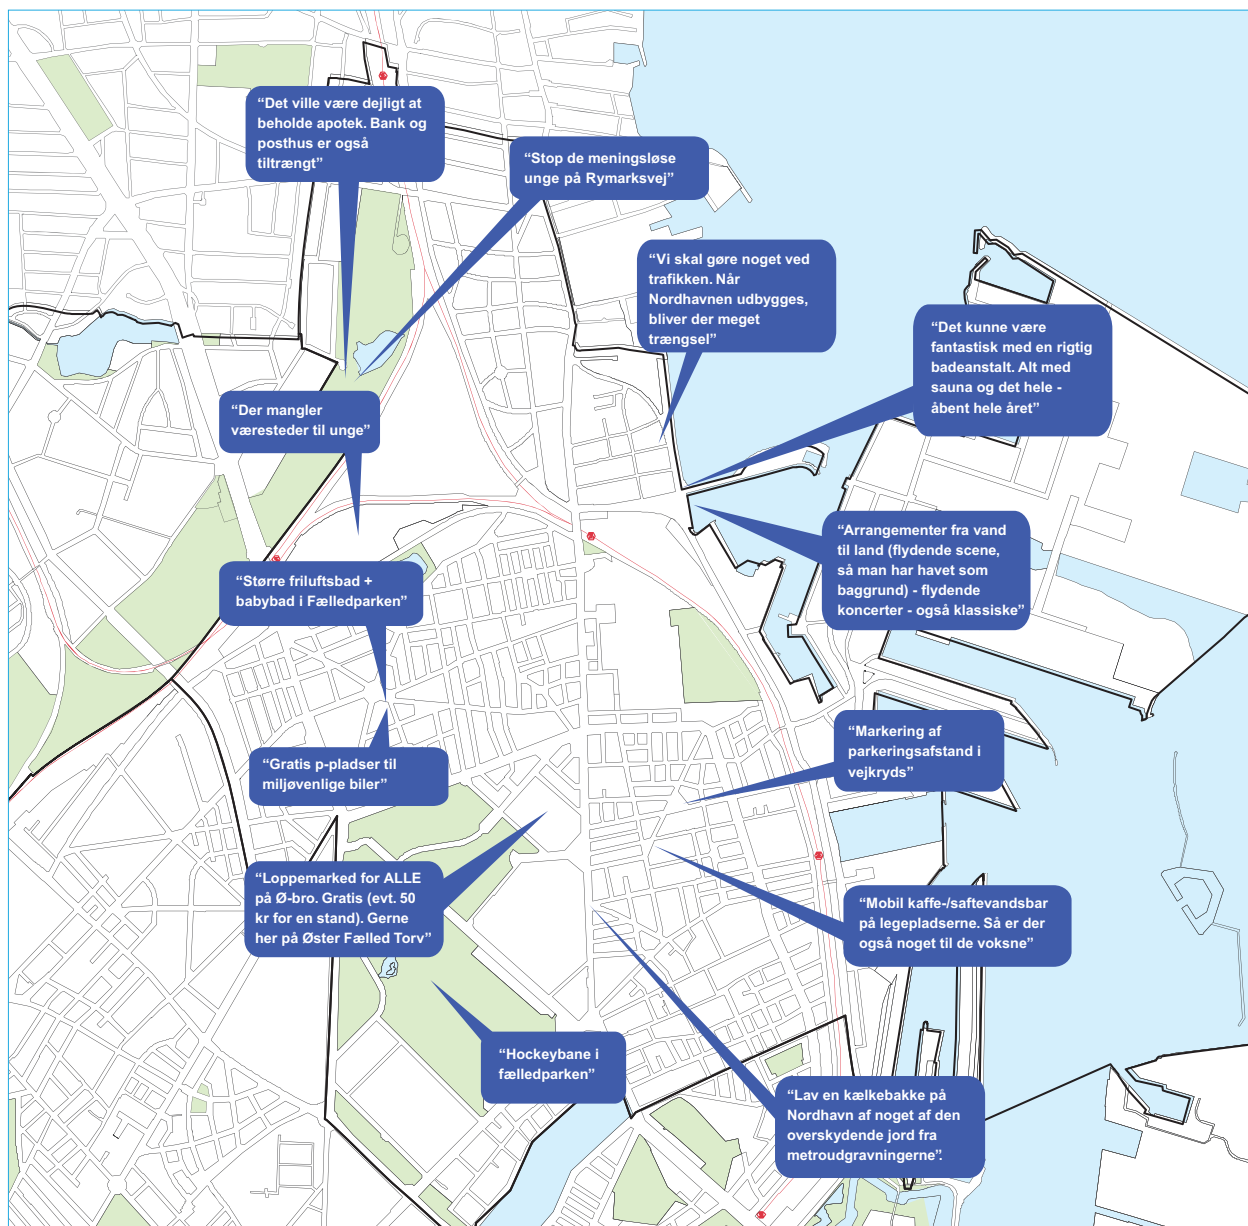 “Det ville være dejligt at
beholde apotek. Bank og
posthus er også
tiltrængt”
“Stop de meningsløse
unge på Rymarksvej”
“Vi skal gøre noget ved
trafikken. Når
Nordhavnen udbygges,
bliver der meget
trængsel”
“Det kunne være
fantastisk med en rigtig
badeanstalt. Alt med
sauna og det hele -
åbent hele året”
“Der mangler
væresteder til unge”
“Arrangementer fra vand
til land (flydende scene,
så man har havet som
baggrund) - flydende
koncerter - også klassiske”
“Større friluftsbad +
babybad i Fælledparken”
“Markering af
parkeringsafstand i
vejkryds”
“Gratis p-pladser til
miljøvenlige biler”
“Loppemarked for ALLE
på Ø-bro. Gratis (evt. 50
kr for en stand). Gerne
her på Øster Fælled Torv”
“Mobil kaffe-/saftevandsbar
på legepladserne. Så er der
også noget til de voksne”
“Hockeybane i
fælledparken”
“Lav en kælkebakke på
Nordhavn af noget af den
overskydende jord fra
metroudgravningerne”.